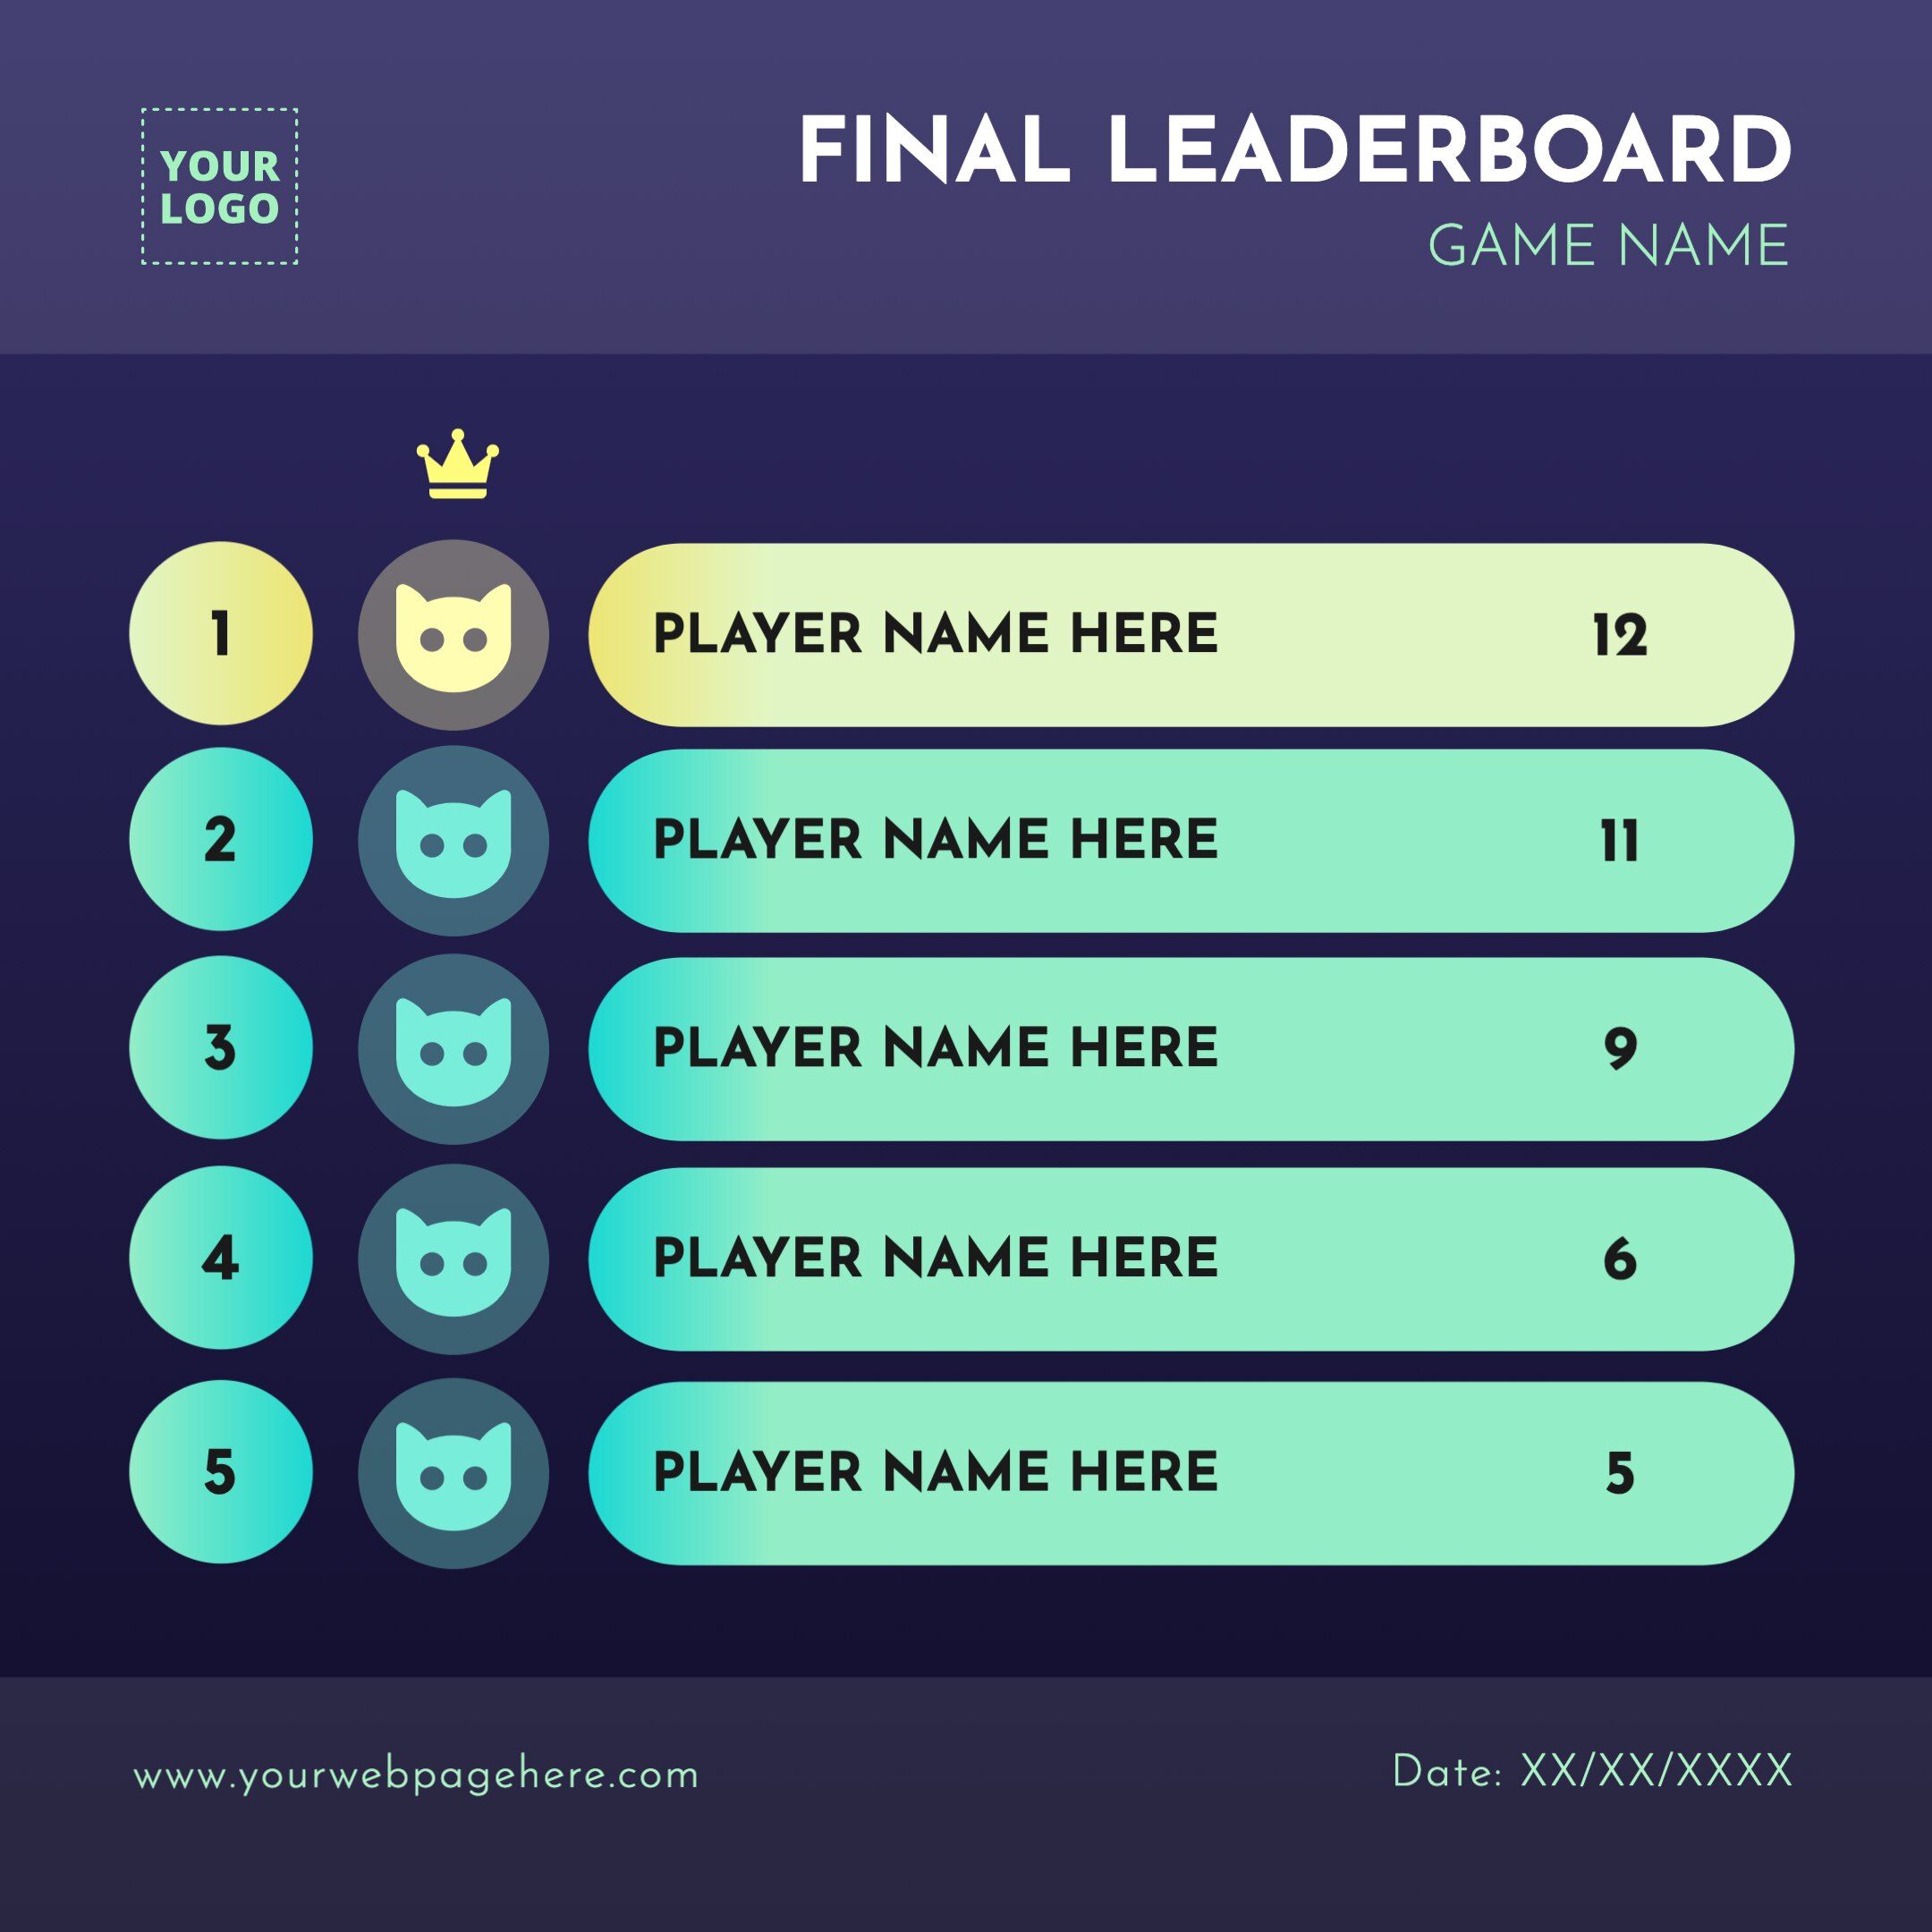 YOUR
LOGO
FINAL LEADERBOARD
GAME NAME
1 PLAYER NAME HERE 12
2 PLAYER NAME HERE 11
3 PLAYER NAME HERE 9
4 PLAYER NAME HERE 6
5 PLAYER NAME HERE 5
www.yourwebpagehere.com Date: XX/XX/XXXX